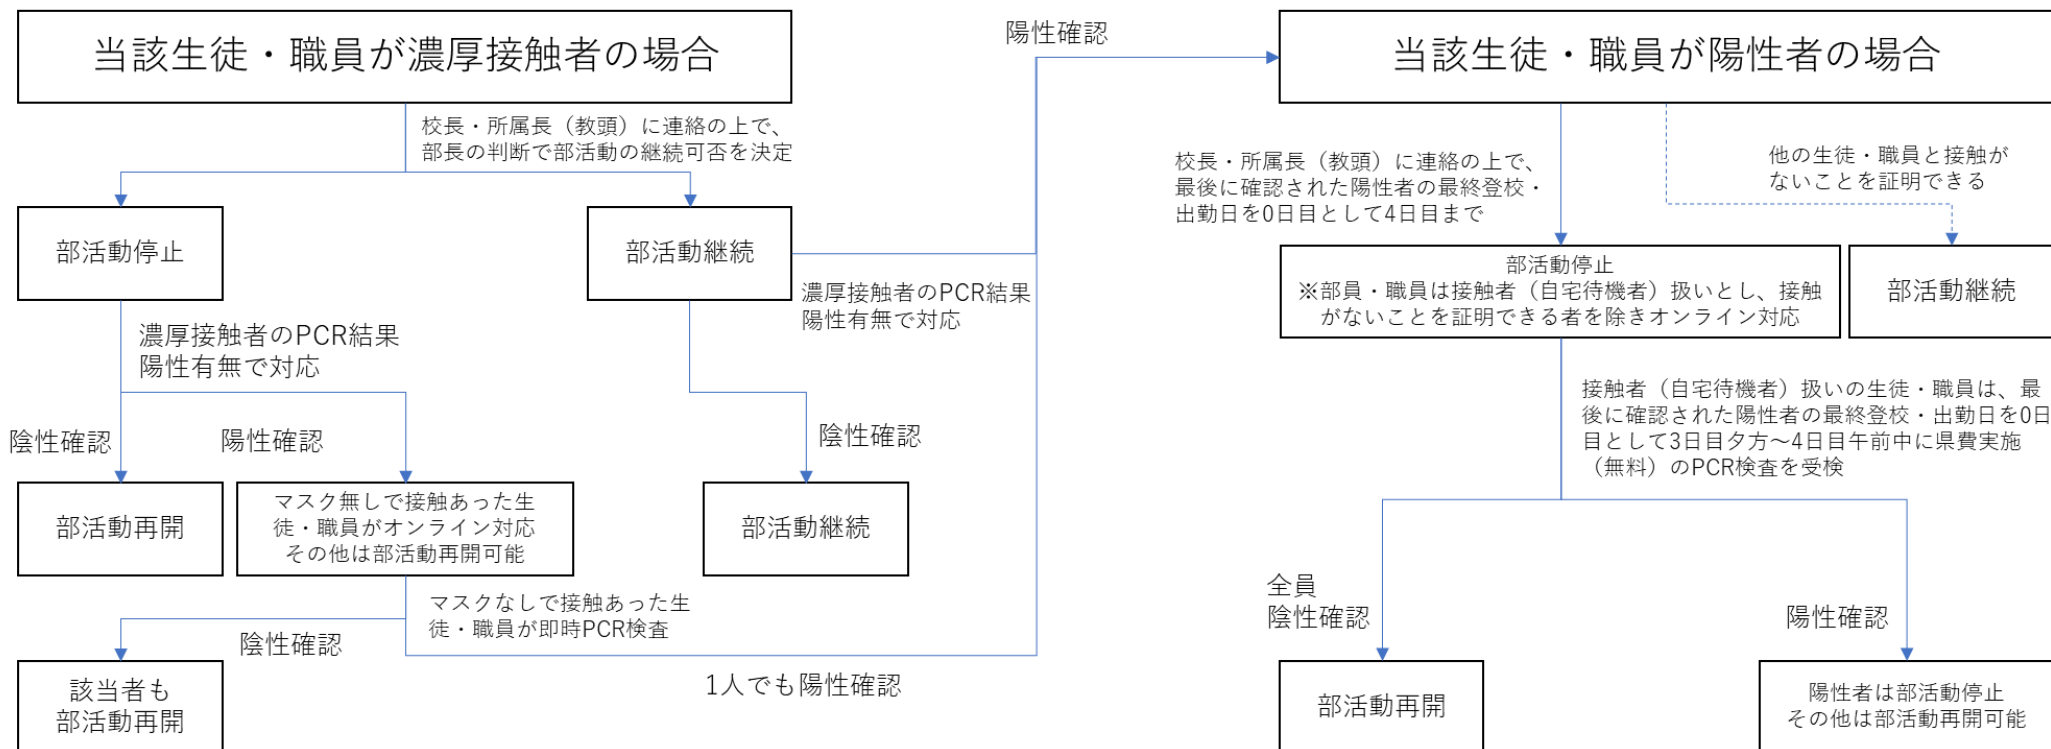 当該生徒・職員が濃厚接触者の場合
校長・所属長（教頭）に連絡の上で、
部長の判断で部活動の継続可否を決定
部活動停止
部活動継続
濃厚接触者のPCR結果
陽性有無で対応
陰性確認
陽性確認
部活動再開
マスク無しで接触あった生
徒・職員がオンライン対応
その他は部活動再開可能
マスクなしで接触あった生
徒・職員が即時PCR検査
陰性確認
該当者も
部活動再開
1人でも陽性確認
濃厚接触者のPCR結果
陽性有無で対応
陰性確認
部活動継続
陽性確認
当該生徒・職員が陽性者の場合
校長・所属長（教頭）に連絡の上で、
最後に確認された陽性者の最終登校・
出勤日を0日目として4日目まで
他の生徒・職員と接触が
ないことを証明できる
部活動停止
※部員・職員は接触者（自宅待機者）扱いとし、接触
がないことを証明できる者を除きオンライン対応
部活動継続
接触者（自宅待機者）扱いの生徒・職員は、最
後に確認された陽性者の最終登校・出勤日を0日
目として3日目夕方～4日目午前中に県費実施
（無料）のPCR検査を受検
全員
陰性確認
陽性確認
部活動再開
陽性者は部活動停止
その他は部活動再開可能